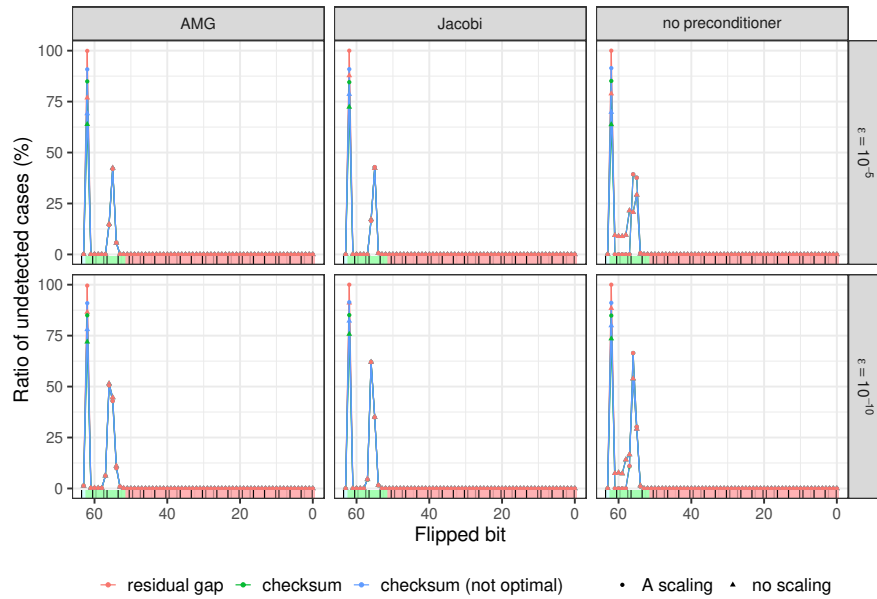 AMG Jacobi no preconditioner
100
75
50
25
0
ε = 10⁻⁵
100
75
50
25
0
ε = 10⁻¹⁰
60 40 20 0 60 40 20 0 60 40 20 0
Ratio of undetected cases (%)
Flipped bit
residual gap checksum checksum (not optimal) A scaling no scaling